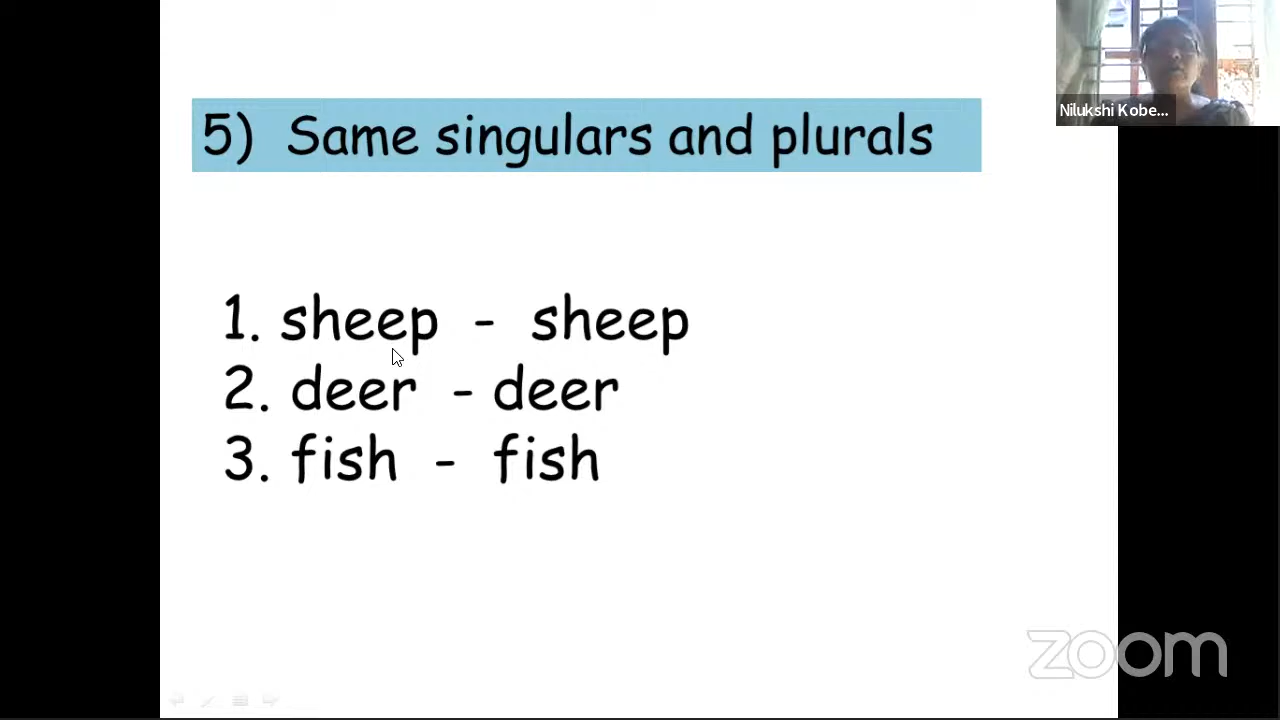 Nilukshi Kobe...
5) Same singulars and plurals
1. sheep - sheep
2. deer - deer
3. fish - fish
zoom